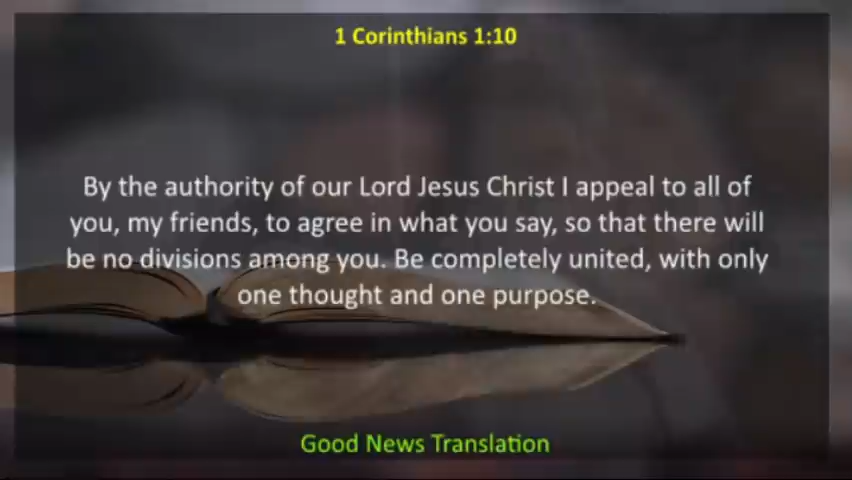 1 Corinthians 1:10
By the authority of our Lord Jesus Christ I appeal to all of
you, my friends, to agree in what you say, so that there will
be no divisions among you. Be completely united, with only
one thought and one purpose.
Good News Translation